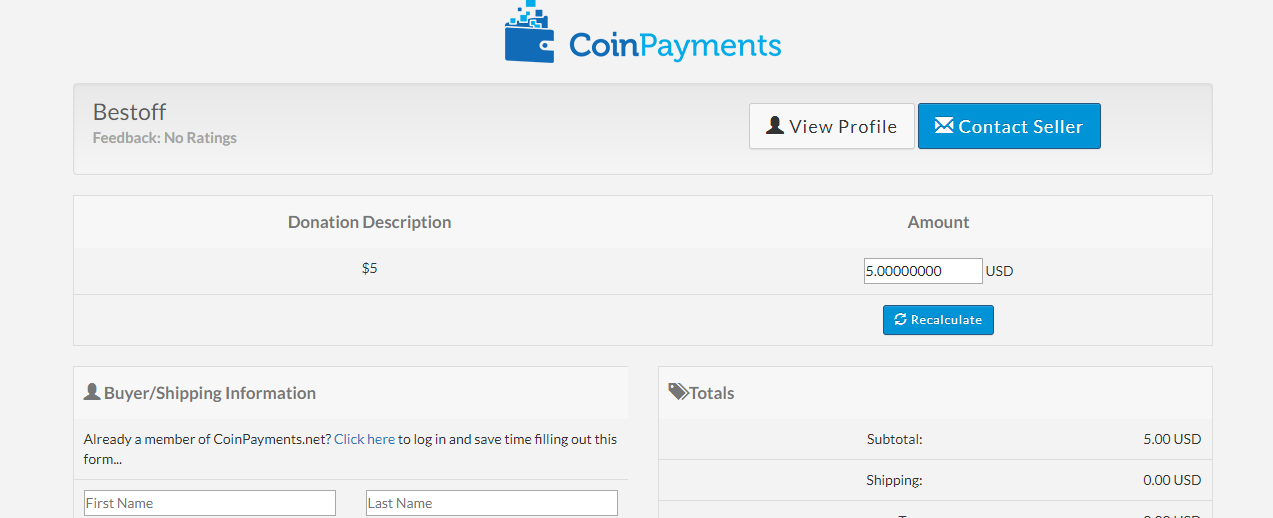 CoinPayments
Bestoff
Feedback: No Ratings
View Profile
Contact Seller
Donation Description
Amount
$5
5.00000000 USD
Recalculate
Buyer/Shipping Information
Already a member of CoinPayments.net? Click here to log in and save time filling out this
form...
First Name
Last Name
Totals
Subtotal:
5.00 USD
Shipping:
0.00 USD